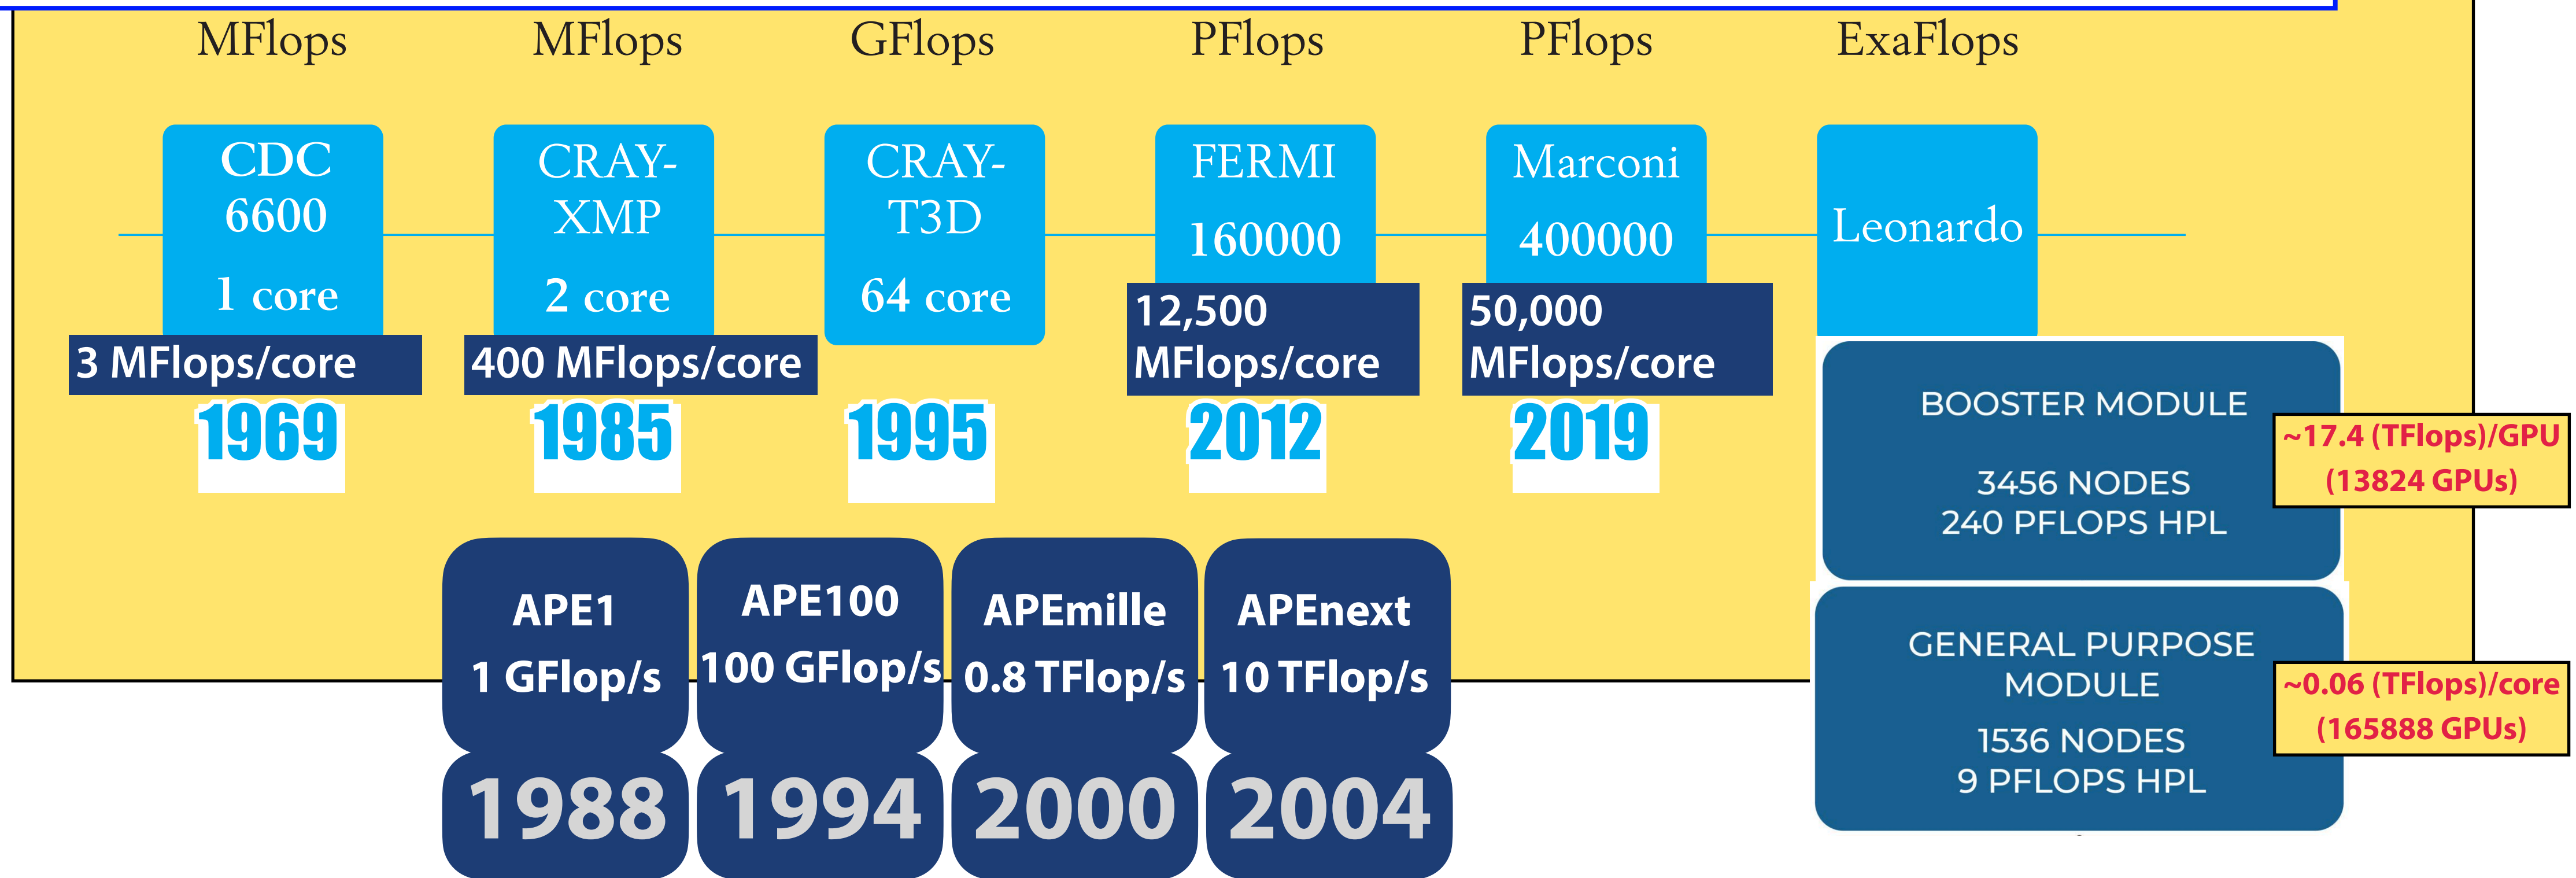 MFlops
MFlops
GFlops
PFlops
PFlops
ExaFlops
CDC
6600
1 core
3 MFlops/core
1969
CRAY-
XMP
2 core
400 MFlops/core
1985
CRAY-
T3D
64 core
1995
FERMI
160000
12,500
MFlops/core
2012
Marconi
400000
50,000
MFlops/core
2019
Leonardo
BOOSTER MODULE
3456 NODES
240 PFLOPS HPL
~17.4 (TFlops)/GPU
(13824 GPUs)
GENERAL PURPOSE
MODULE
1536 NODES
9 PFLOPS HPL
~0.06 (TFlops)/core
(165888 GPUs)
APE1
1 GFlop/s
1988
APE100
100 GFlop/s
1994
APEmille
0.8 TFlop/s
2000
APEnext
10 TFlop/s
2004